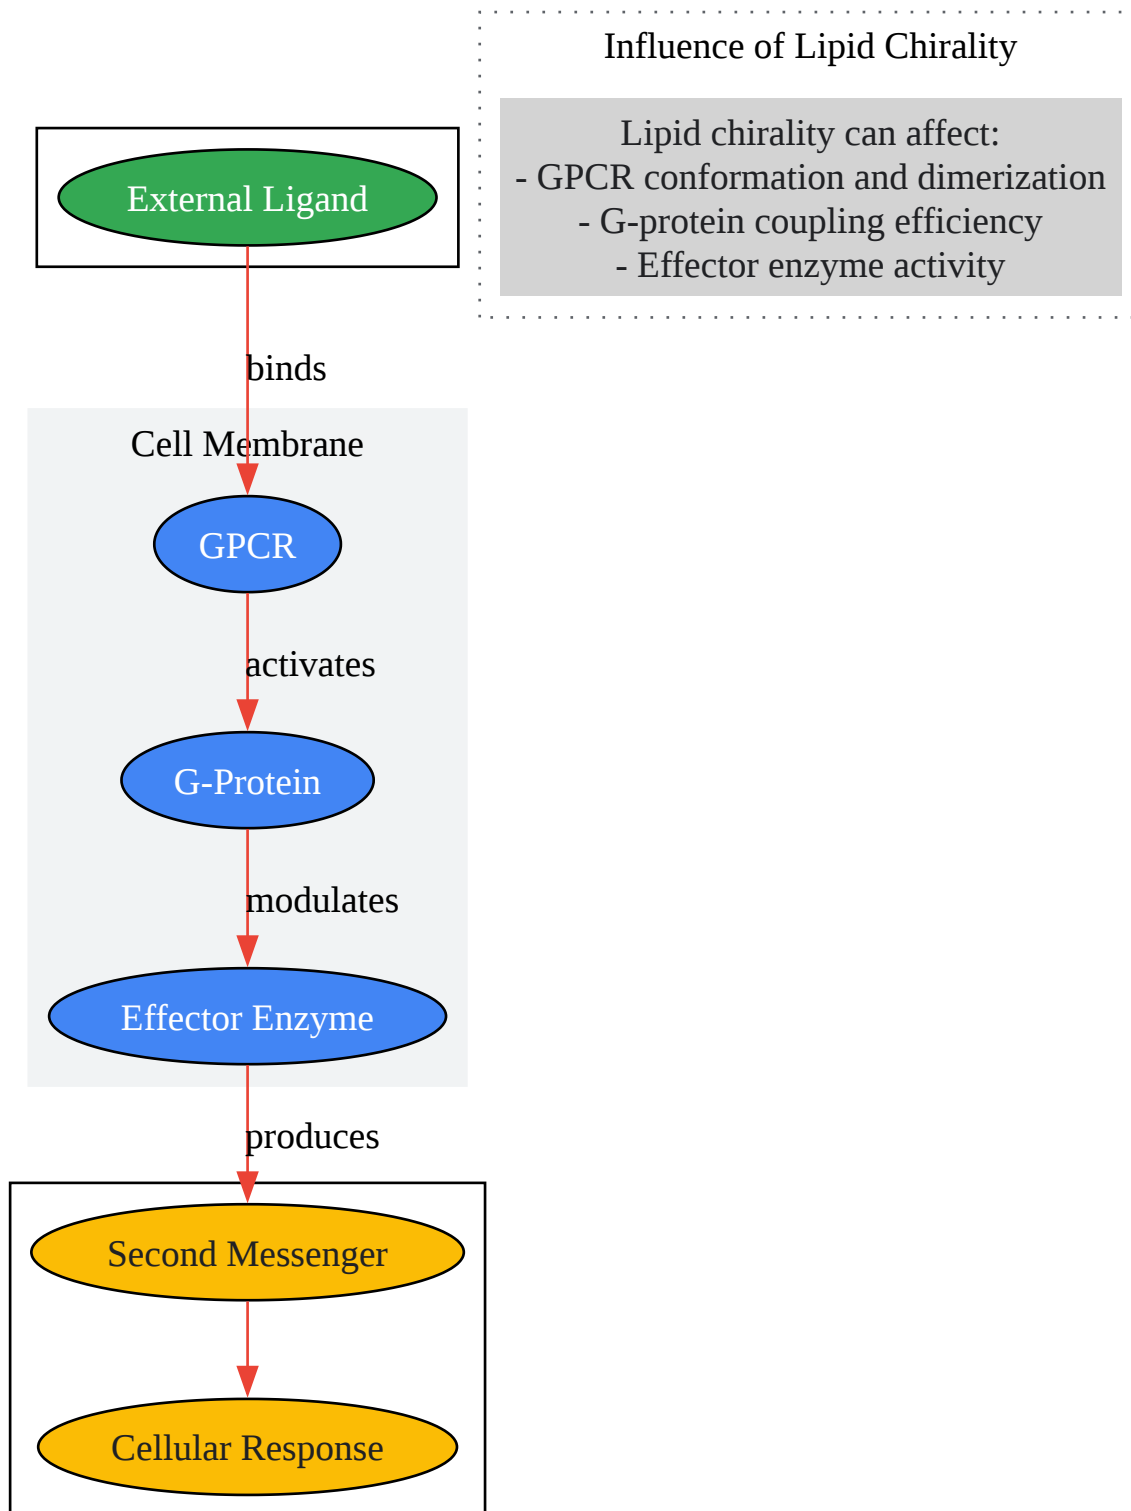 Influence of Lipid Chirality
Lipid chirality can affect:
- GPCR conformation and dimerization
- G-protein coupling efficiency
- Effector enzyme activity
External Ligand
binds
Cell Membrane
GPCR
activates
G-Protein
modulates
Effector Enzyme
produces
Second Messenger
Cellular Response